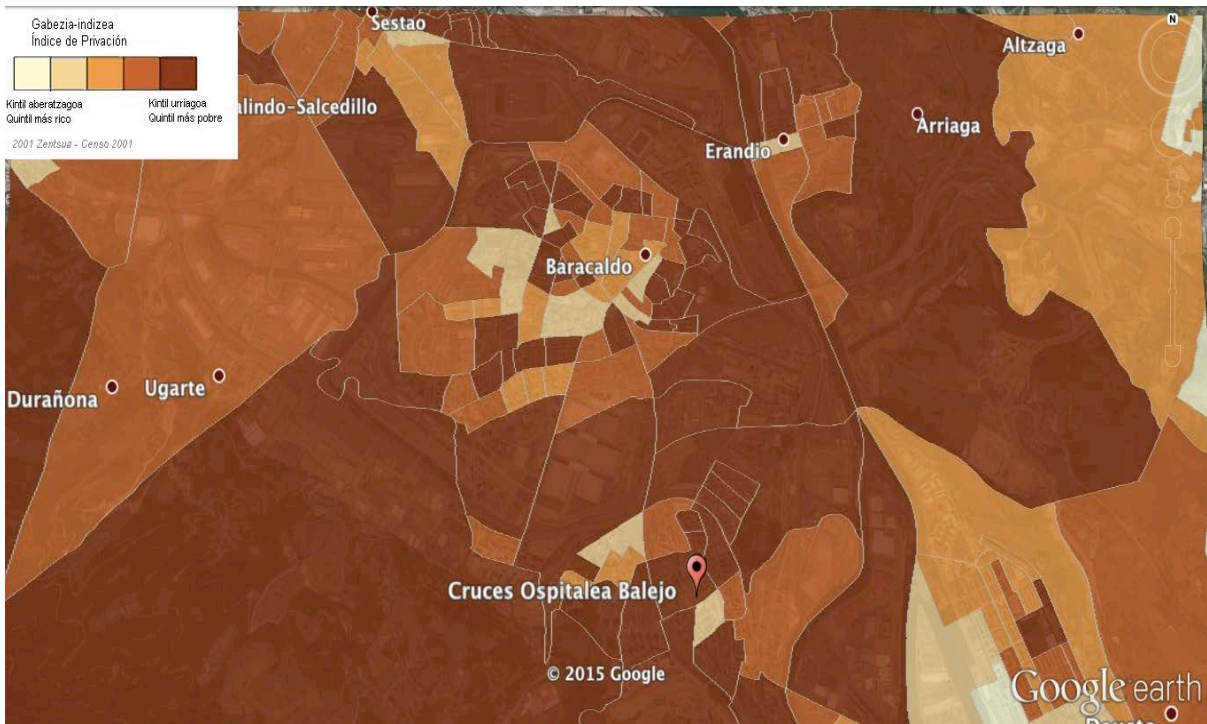 Gabezia-indizea
Índice de Privación
Kintil aberatzagoa
Quintil más rico
Kintil urriagoa
Quintil más pobre
2001 Zentsua - Censo 2001
Sestao
Altzaga
alindo-Salcedillo
Arriaga
Erandio
Baracaldo
Durañona
Ugarte
Cruces Ospitalea Balejo
© 2015 Google
Google earth
N